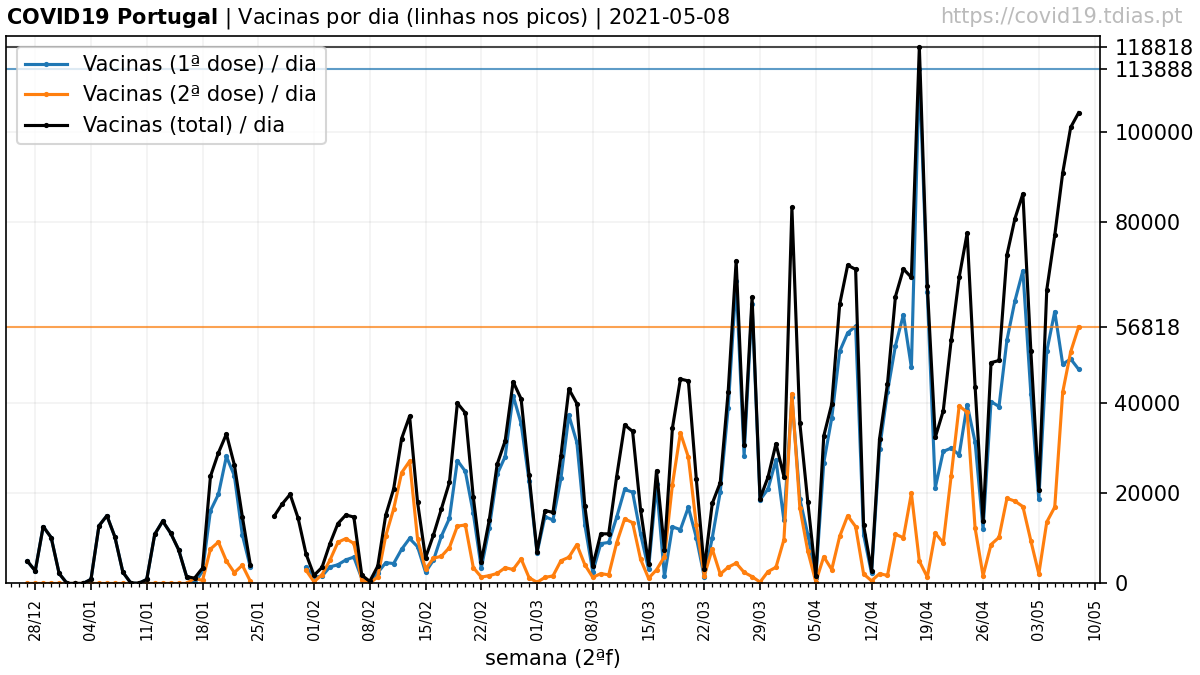 COVID19 Portugal | Vacinas por dia (linhas nos picos) | 2021-05-08
https://covid19.tdias.pt
Vacinas (1ª dose) / dia
Vacinas (2ª dose) / dia
Vacinas (total) / dia
118818
113888
100000
80000
56818
40000
20000
0
28/12 04/01 11/01 18/01 25/01 01/02 08/02 15/02 22/02 01/03 08/03 15/03 22/03 29/03 05/04 12/04 19/04 26/04 03/05 10/05
semana (2ªf)